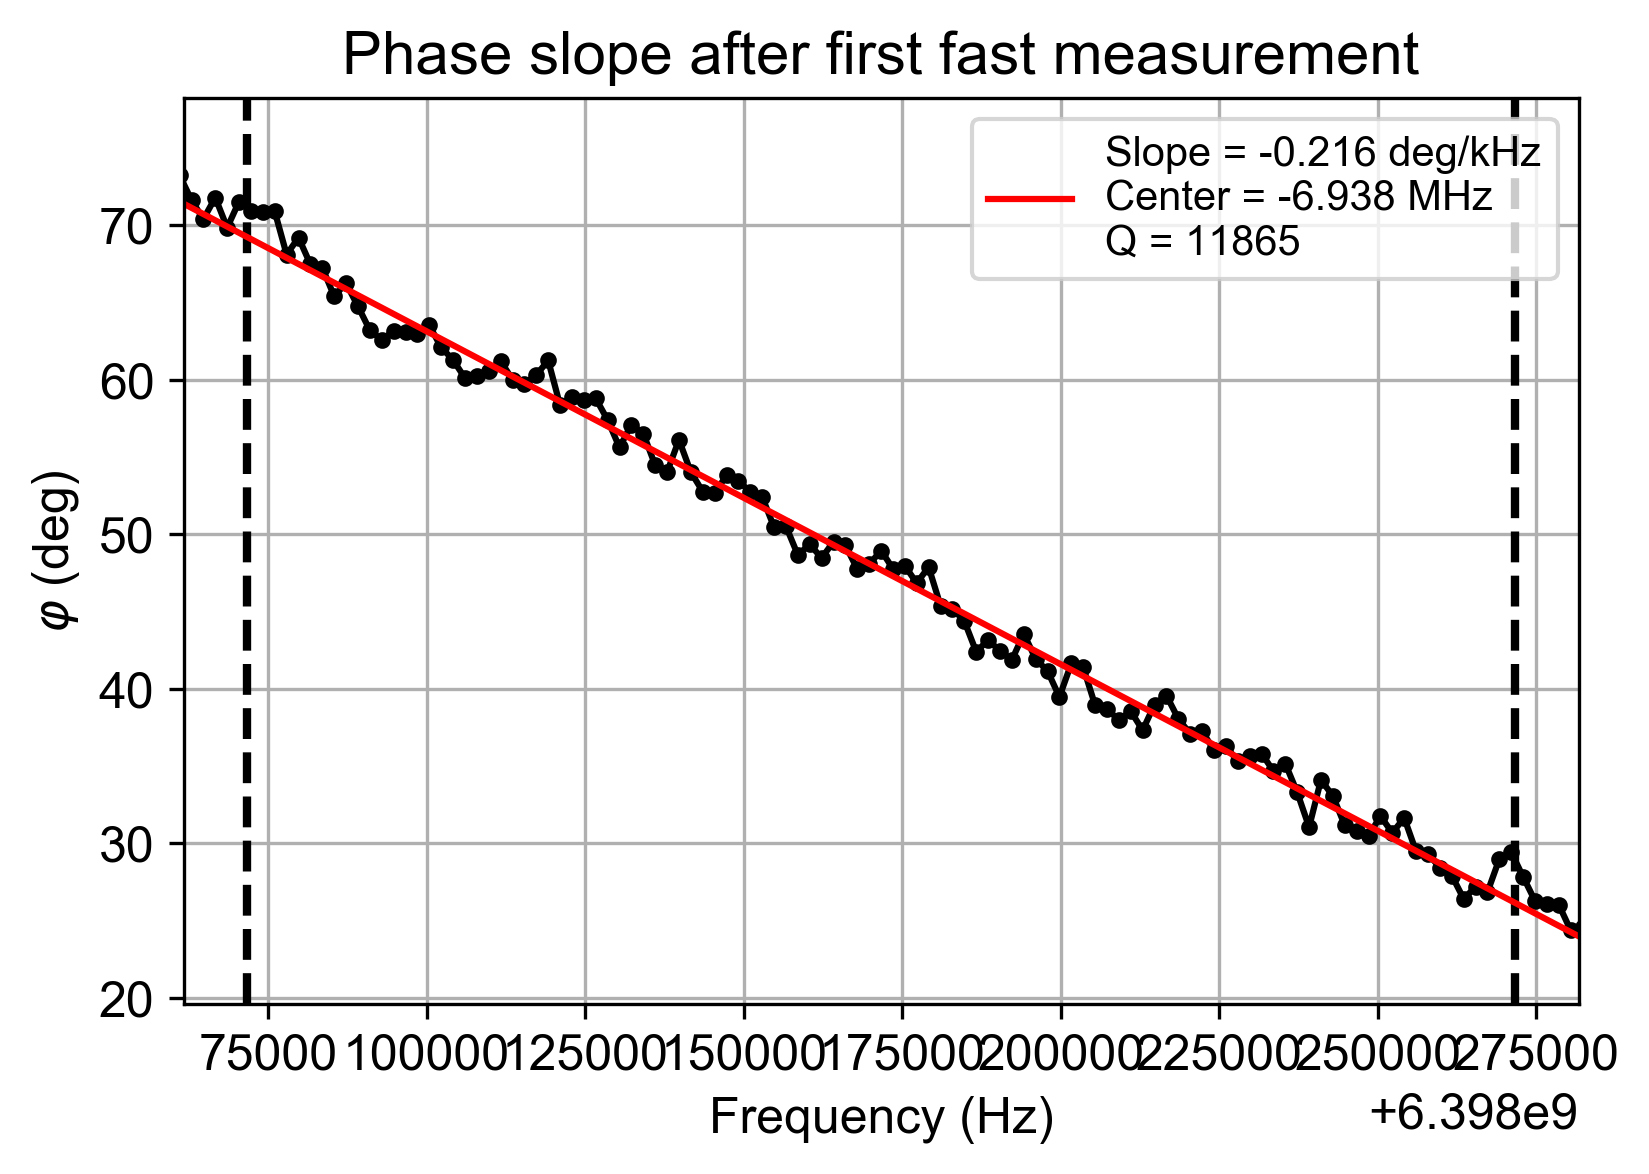 Phase slope after first fast measurement
Slope = -0.216 deg/kHz
Center = -6.938 MHz
Q = 11865
70
60
50
40
30
20
φ (deg)
75000 100000 125000 150000 175000 200000 225000 250000 275000
Frequency (Hz)
+6.398e9